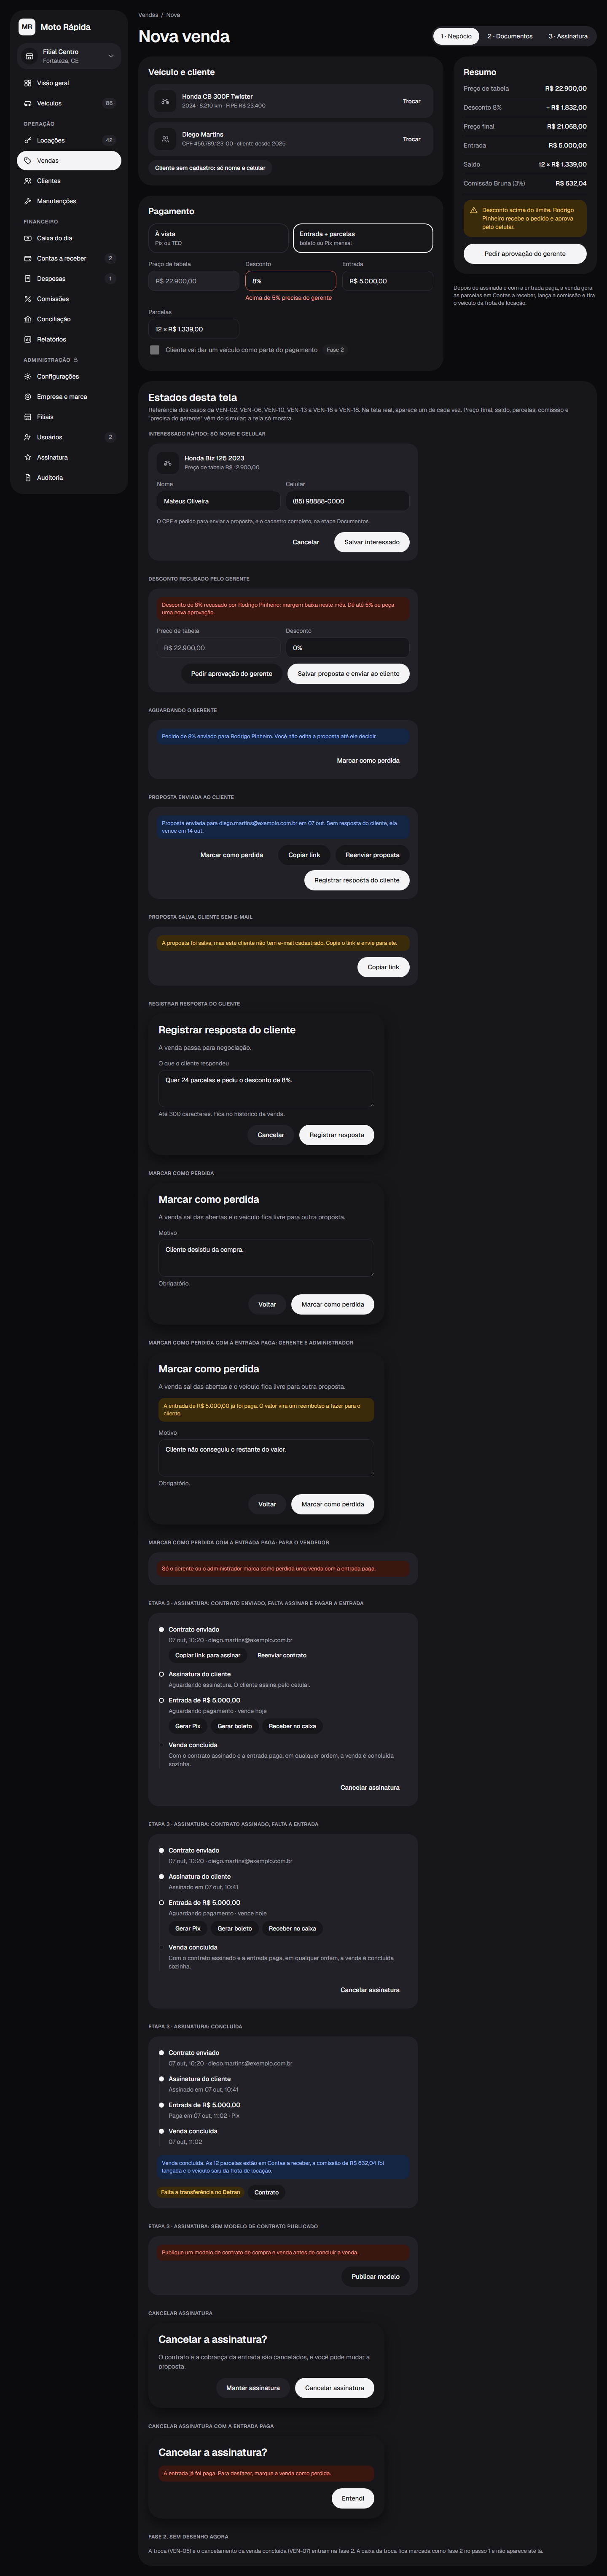 MR Moto Rápida
Filial Centro
Fortaleza, CE
Visão geral
Veículos 86
OPERAÇÃO
Locações 42
Vendas
Clientes
Manutenções
FINANCEIRO
Caixa do dia
Contas a receber 2
Despesas 1
Comissões
Conciliação
Relatórios
ADMINISTRAÇÃO
Configurações
Empresa e marca
Filiais
Usuários 2
Assinatura
Auditoria
Vendas / Nova
Nova venda
1 · Negócio 2 · Documentos 3 · Assinatura
Veículo e cliente
Honda CB 300F Twister
2024 · 8.210 km · FIPE R$ 23.400
Trocar
Diego Martins
CPF 456.789.123-00 · cliente desde 2025
Trocar
Cliente sem cadastro: só nome e celular
Pagamento
À vista
Pix ou TED
Entrada + parcelas
boleto ou Pix mensal
Preço de tabela Desconto Entrada
R$ 22.900,00 8% R$ 5.000,00
Acima de 5% precisa do gerente
Parcelas
12 × R$ 1.339,00
Cliente vai dar um veículo como parte do pagamento Fase 2
Resumo
Preço de tabela R$ 22.900,00
Desconto 8% − R$ 1.832,00
Preço final R$ 21.068,00
Entrada R$ 5.000,00
Saldo 12 × R$ 1.339,00
Comissão Bruna (3%) R$ 632,04
Desconto acima do limite. Rodrigo
Pinheiro recebe o pedido e aprova
pelo celular.
Pedir aprovação do gerente
Depois de assinada e com a entrada paga, a venda gera
as parcelas em Contas a receber, lança a comissão e tira
o veículo da frota de locação.
Estados desta tela
Referência dos casos da VEN-02, VEN-06, VEN-10, VEN-13 a VEN-16 e VEN-18. Na tela real, aparece um de cada vez. Preço final, saldo, parcelas, comissão e
"precisa do gerente" vêm do simular; a tela só mostra.
INTERESSADO RÁPIDO: SÓ NOME E CELULAR
Honda Biz 125 2023
Preço de tabela R$ 12.900,00
Nome Celular
Mateus Oliveira (85) 98888-0000
O CPF é pedido para enviar a proposta, e o cadastro completo, na etapa Documentos.
Cancelar Salvar interessado
DESCONTO RECUSADO PELO GERENTE
Desconto de 8% recusado por Rodrigo Pinheiro: margem baixa neste mês. Dê até 5% ou peça
uma nova aprovação.
Preço de tabela Desconto
R$ 22.900,00 0%
Pedir aprovação do gerente Salvar proposta e enviar ao cliente
AGUARDANDO O GERENTE
Pedido de 8% enviado para Rodrigo Pinheiro. Você não edita a proposta até ele decidir.
Marcar como perdida
PROPOSTA ENVIADA AO CLIENTE
Proposta enviada para diego.martins@exemplo.com.br em 07 out. Sem resposta do cliente, ela
vence em 14 out.
Marcar como perdida Copiar link Reenviar proposta
Registrar resposta do cliente
PROPOSTA SALVA, CLIENTE SEM E-MAIL
A proposta foi salva, mas este cliente não tem e-mail cadastrado. Copie o link e envie para ele.
Copiar link
REGISTRAR RESPOSTA DO CLIENTE
Registrar resposta do cliente
A venda passa para negociação.
O que o cliente respondeu
Quer 24 parcelas e pediu o desconto de 8%.
Até 300 caracteres. Fica no histórico da venda.
Cancelar Registrar resposta
MARCAR COMO PERDIDA
Marcar como perdida
A venda sai das abertas e o veículo fica livre para outra proposta.
Motivo
Cliente desistiu da compra.
Obrigatório.
Voltar Marcar como perdida
MARCAR COMO PERDIDA COM A ENTRADA PAGA: GERENTE E ADMINISTRADOR
Marcar como perdida
A venda sai das abertas e o veículo fica livre para outra proposta.
A entrada de R$ 5.000,00 já foi paga. O valor vira um reembolso a fazer para o
cliente.
Motivo
Cliente não conseguiu o restante do valor.
Obrigatório.
Voltar Marcar como perdida
MARCAR COMO PERDIDA COM A ENTRADA PAGA: PARA O VENDEDOR
Só o gerente ou o administrador marca como perdida uma venda com a entrada paga.
ETAPA 3 · ASSINATURA: CONTRATO ENVIADO, FALTA ASSINAR E PAGAR A ENTRADA
Contrato enviado
07 out, 10:20 · diego.martins@exemplo.com.br
Copiar link para assinar Reenviar contrato
Assinatura do cliente
Aguardando assinatura. O cliente assina pelo celular.
Entrada de R$ 5.000,00
Aguardando pagamento · vence hoje
Gerar Pix Gerar boleto Receber no caixa
Venda concluída
Com o contrato assinado e a entrada paga, em qualquer ordem, a venda é concluída
sozinha.
Cancelar assinatura
ETAPA 3 · ASSINATURA: CONTRATO ASSINADO, FALTA A ENTRADA
Contrato enviado
07 out, 10:20 · diego.martins@exemplo.com.br
Assinatura do cliente
Assinado em 07 out, 10:41
Entrada de R$ 5.000,00
Aguardando pagamento · vence hoje
Gerar Pix Gerar boleto Receber no caixa
Venda concluída
Com o contrato assinado e a entrada paga, em qualquer ordem, a venda é concluída
sozinha.
Cancelar assinatura
ETAPA 3 · ASSINATURA: CONCLUÍDA
Contrato enviado
07 out, 10:20 · diego.martins@exemplo.com.br
Assinatura do cliente
Assinado em 07 out, 10:41
Entrada de R$ 5.000,00
Paga em 07 out, 11:02 · Pix
Venda concluída
07 out, 11:02
Venda concluída. As 12 parcelas estão em Contas a receber, a comissão de R$ 632,04 foi
lançada e o veículo saiu da frota de locação.
Falta a transferência no Detran Contrato
ETAPA 3 · ASSINATURA: SEM MODELO DE CONTRATO PUBLICADO
Publique um modelo de contrato de compra e venda antes de concluir a venda.
Publicar modelo
CANCELAR ASSINATURA
Cancelar a assinatura?
O contrato e a cobrança da entrada são cancelados, e você pode mudar a
proposta.
Manter assinatura Cancelar assinatura
CANCELAR ASSINATURA COM A ENTRADA PAGA
Cancelar a assinatura?
A entrada já foi paga. Para desfazer, marque a venda como perdida.
Entendi
FASE 2, SEM DESENHO AGORA
A troca (VEN-05) e o cancelamento da venda concluída (VEN-07) entram na fase 2. A caixa da troca fica marcada como fase 2 no passo 1 e não aparece até lá.